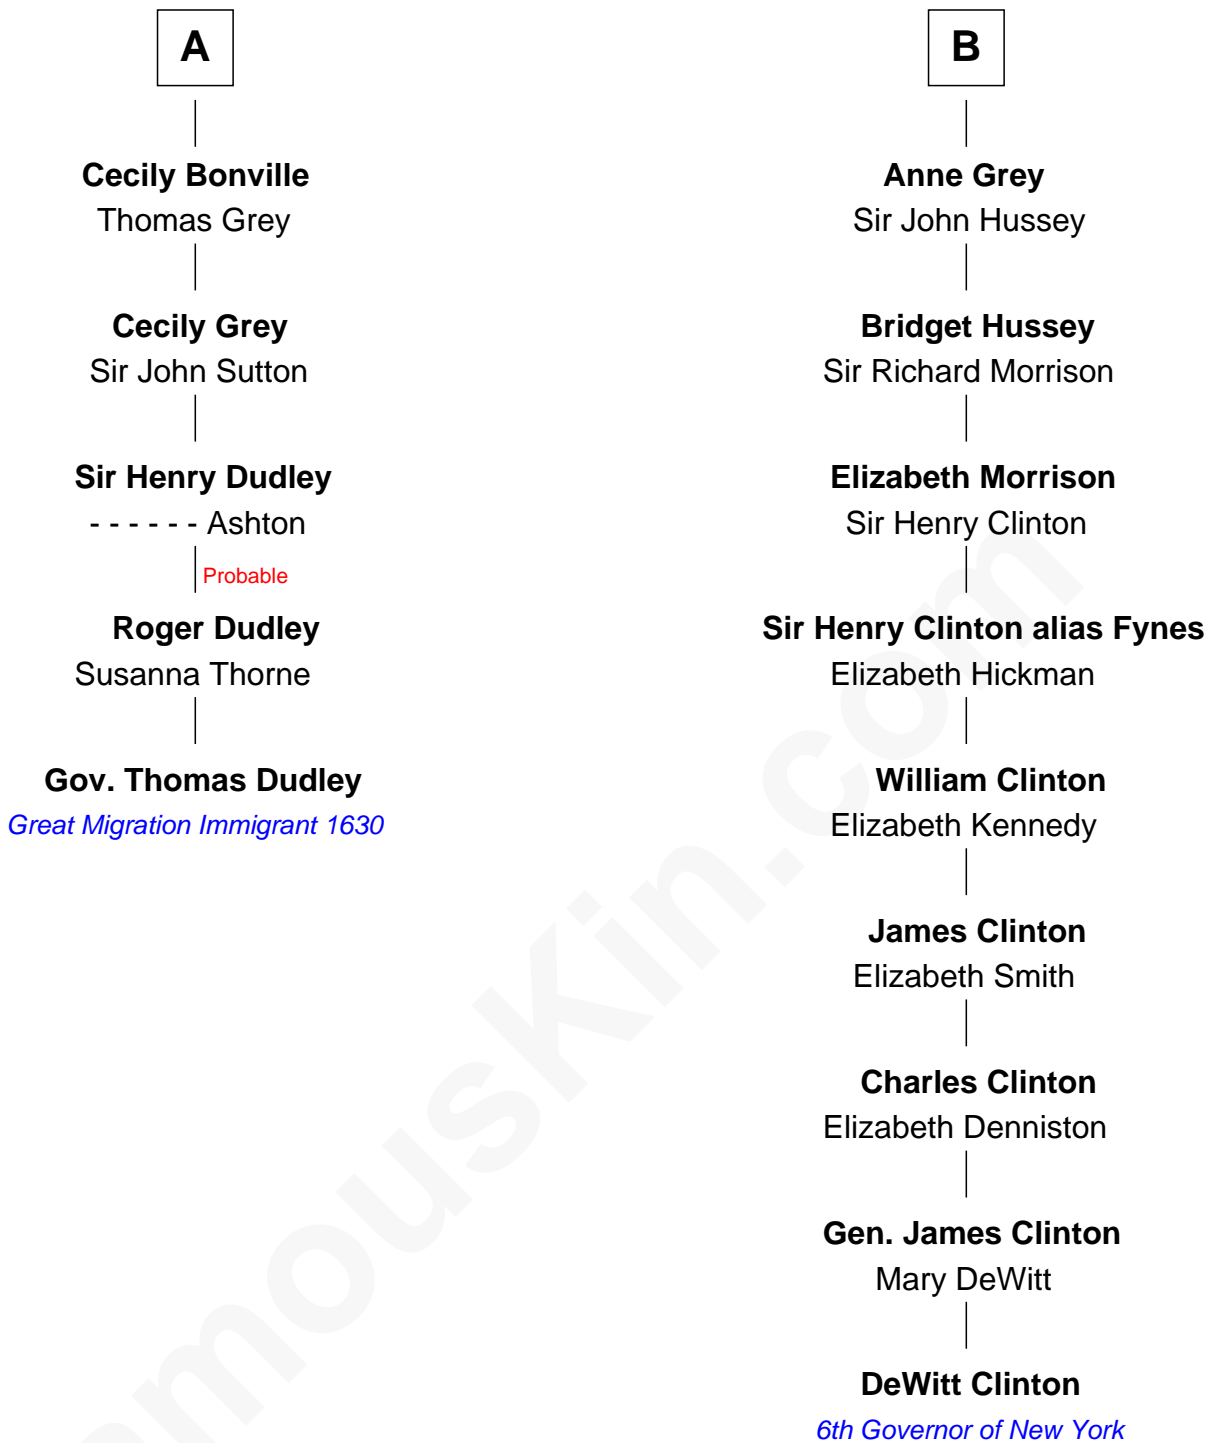 A
Cecily Bonville
Thomas Grey
Cecily Grey
Sir John Sutton
Sir Henry Dudley
- - - - - - Ashton
Probable
Roger Dudley
Susanna Thorne
Gov. Thomas Dudley
Great Migration Immigrant 1630
B
Anne Grey
Sir John Hussey
Bridget Hussey
Sir Richard Morrison
Elizabeth Morrison
Sir Henry Clinton
Sir Henry Clinton alias Fynes
Elizabeth Hickman
William Clinton
Elizabeth Kennedy
James Clinton
Elizabeth Smith
Charles Clinton
Elizabeth Denniston
Gen. James Clinton
Mary DeWitt
DeWitt Clinton
6th Governor of New York
amousKin.com